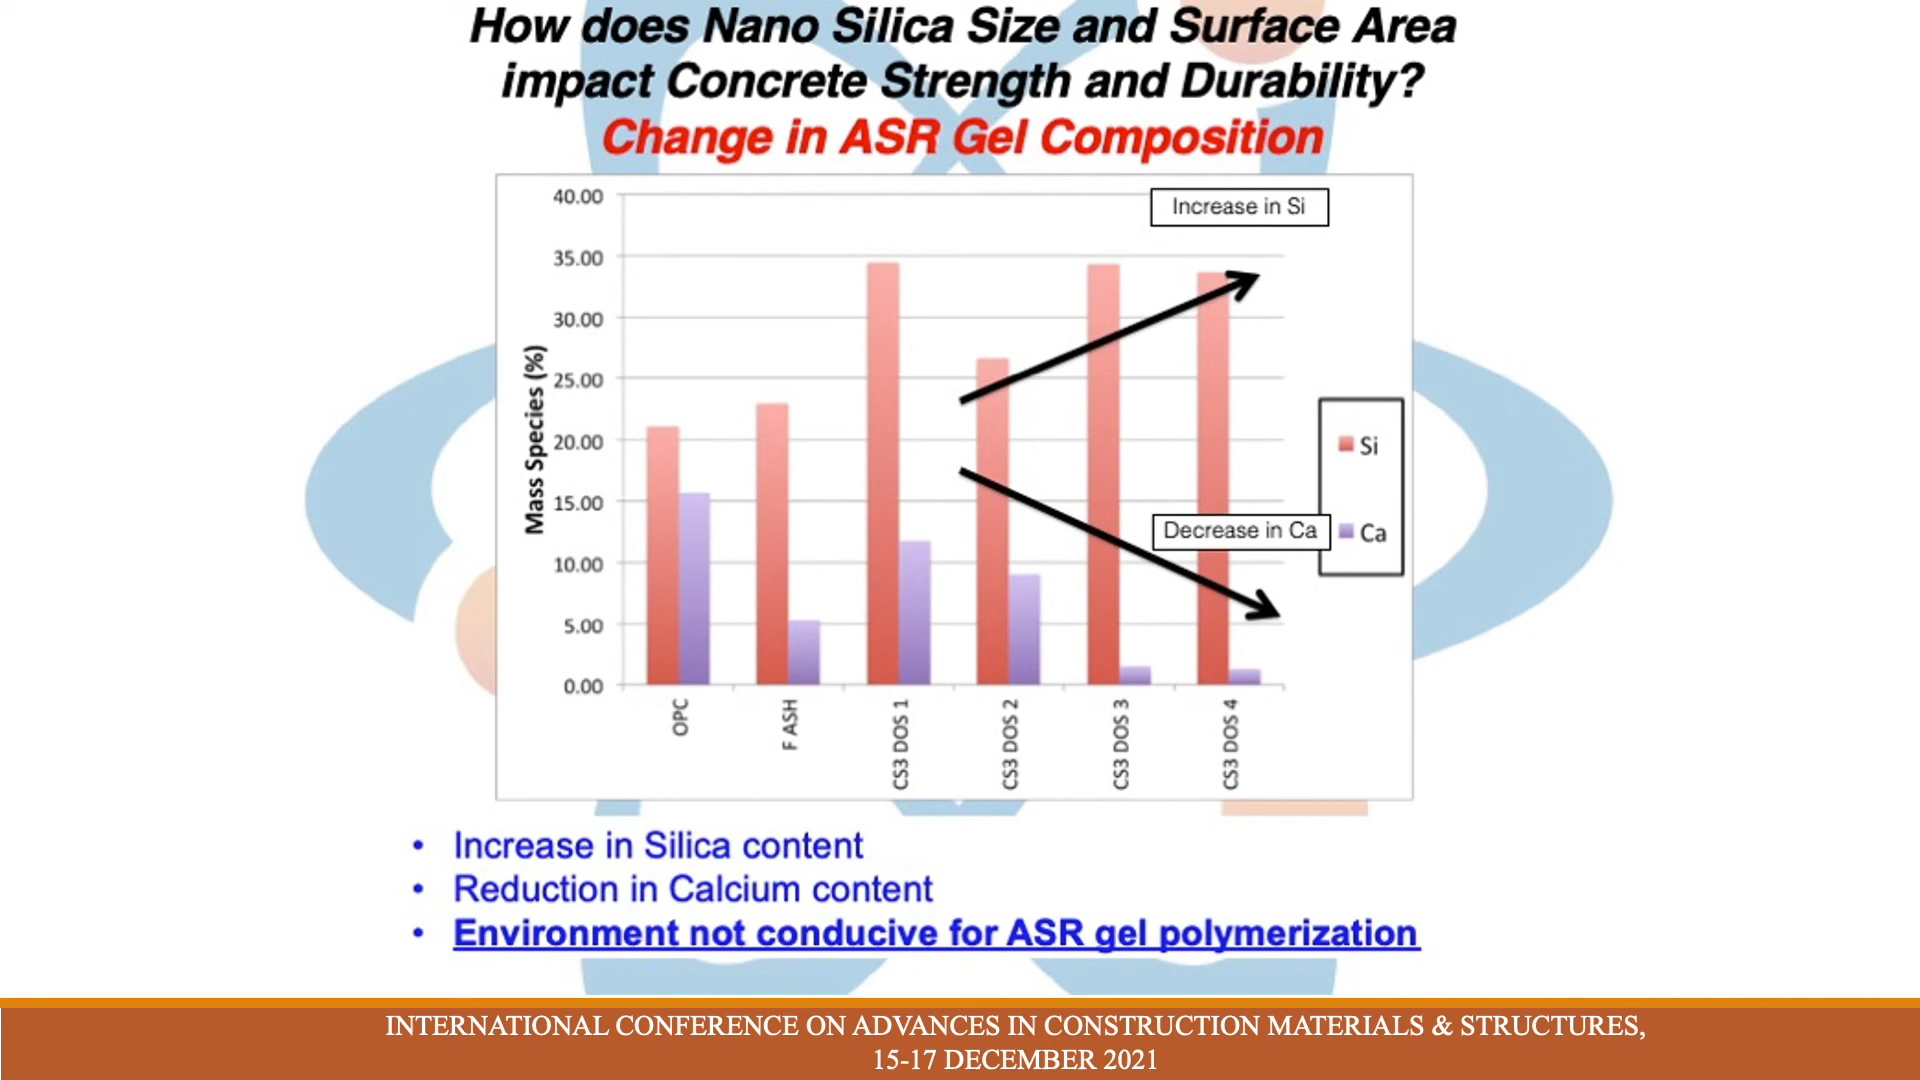 How does Nano Silica Size and Surface Area
impact Concrete Strength and Durability?
Change in ASR Gel Composition
Mass Species (%)
40.00
35.00
30.00
25.00
20.00
15.00
10.00
5.00
0.00
Increase in Si
Decrease in Ca
Si
Ca
OPC
F ASH
CS3 DOS 1
CS3 DOS 2
CS3 DOS 3
CS3 DOS 4
• Increase in Silica content
• Reduction in Calcium content
• Environment not conducive for ASR gel polymerization
INTERNATIONAL CONFERENCE ON ADVANCES IN CONSTRUCTION MATERIALS & STRUCTURES,
15-17 DECEMBER 2021